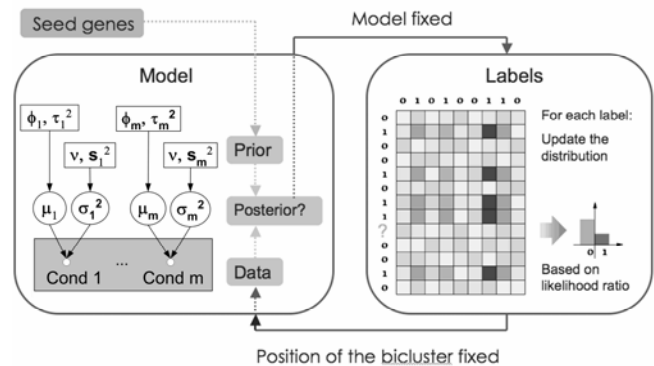 Seed genes
Model fixed
Model
ϕ₁, τ₁²
ϕₘ, τₘ²
ν, s₁²
ν, sₘ²
Prior
μ₁
σ₁²
μₘ
σₘ²
Posterior?
...
Cond 1
Cond m
Data
Labels
0 1 0 1 0 0 1 1 0
0
1
0
0
1
0
1
1
?
0
0
1
0
For each label:
Update the
distribution
0 1
Based on
likelihood ratio
Position of the bicluster fixed